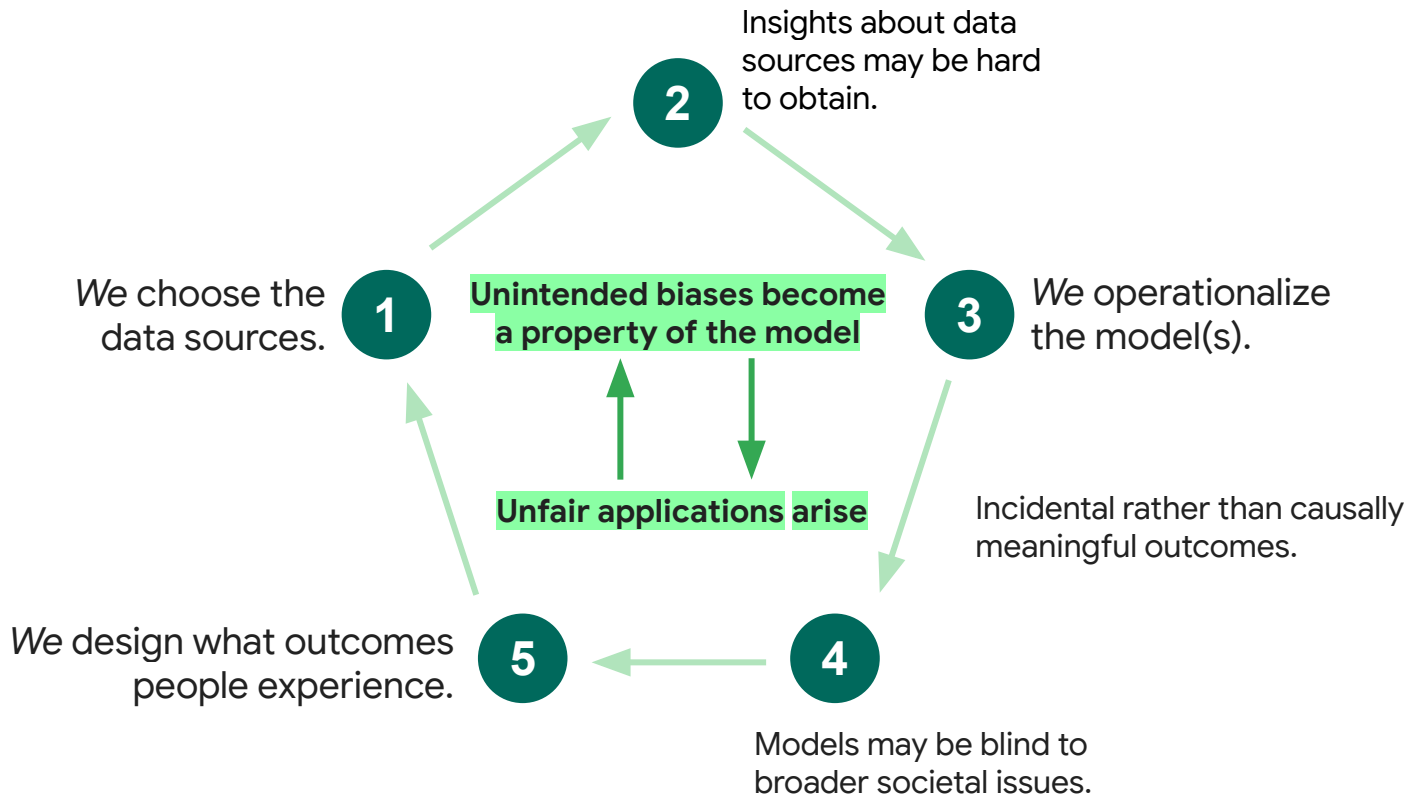 Insights about data
sources may be hard
to obtain.
2
We choose the
data sources.
1
Unintended biases become
a property of the model
3
We operationalize
the model(s).
Unfair applications arise
Incidental rather than causally
meaningful outcomes.
We design what outcomes
people experience.
5
4
Models may be blind to
broader societal issues.